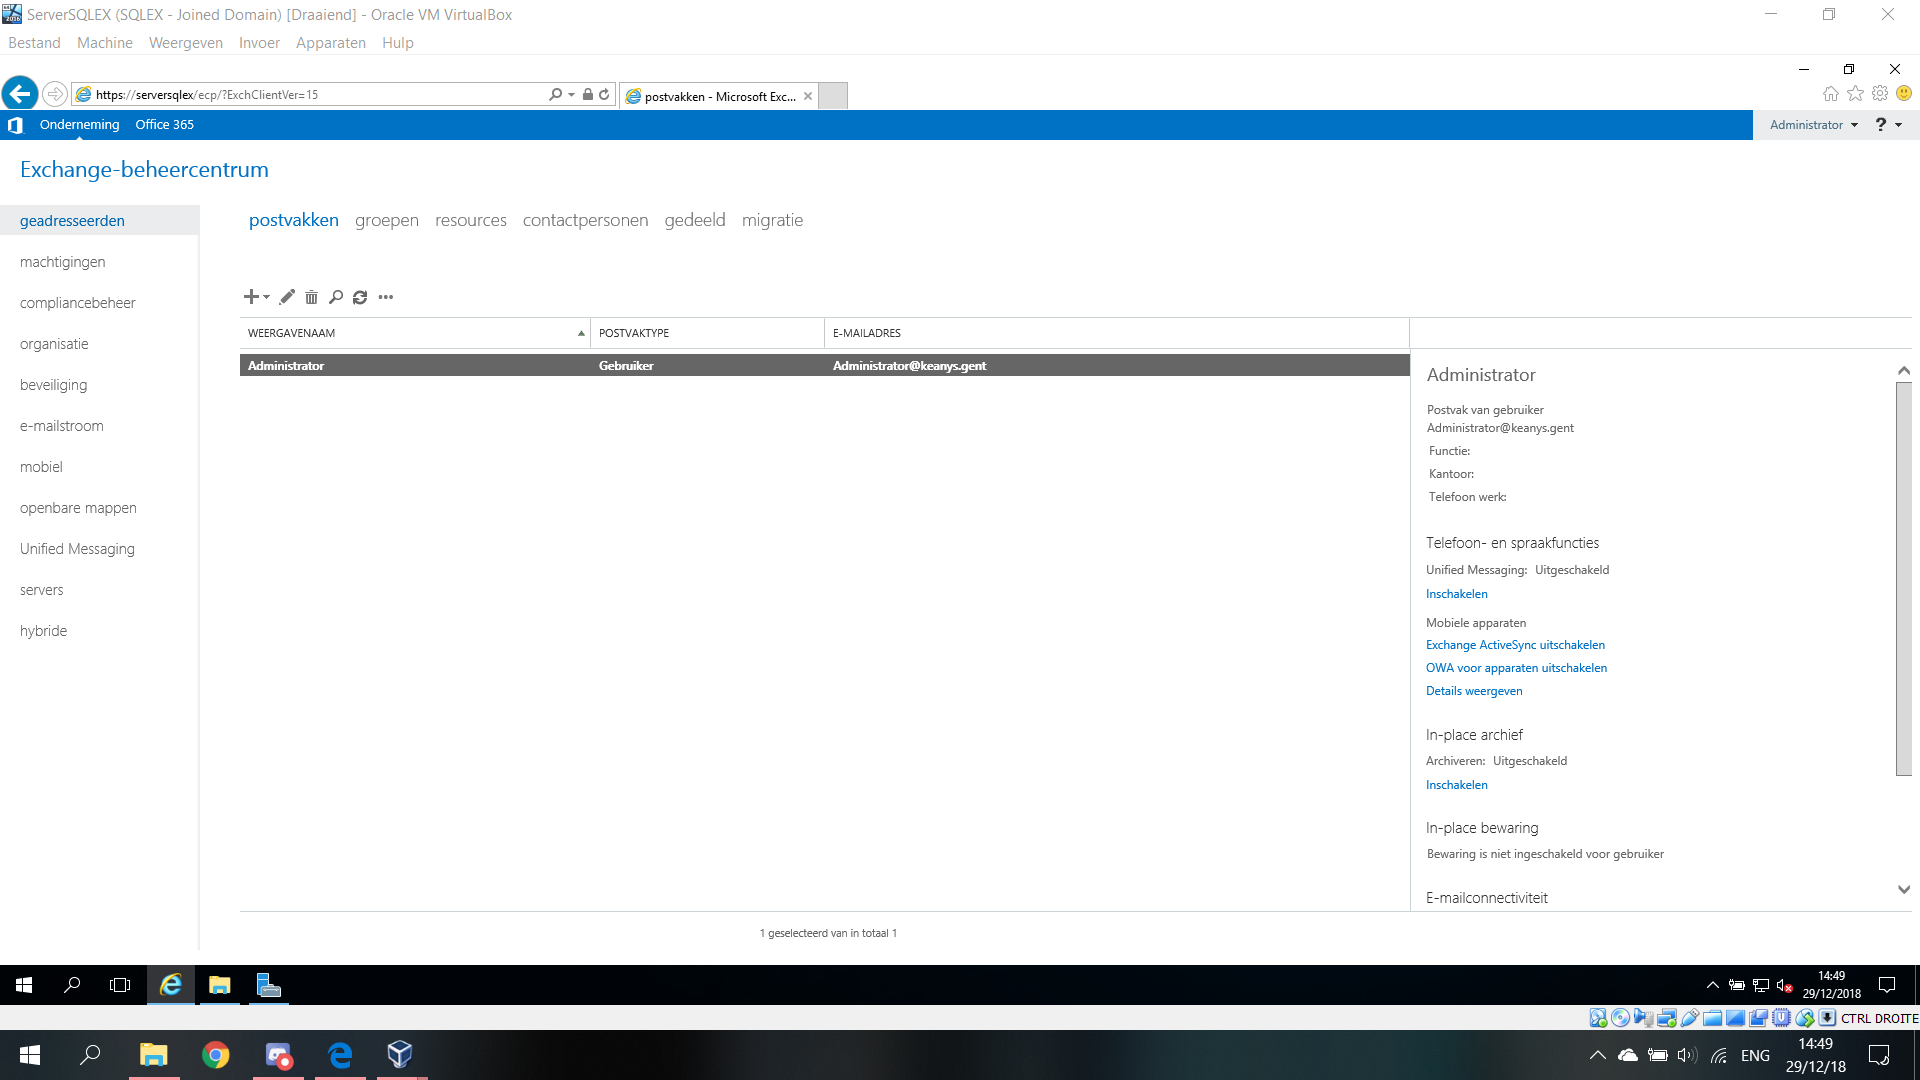 ServerSQLEX (SQLEX - Joined Domain) [Draaiend] - Oracle VM VirtualBox
Bestand Machine Weergeven Invoer Apparaten Hulp
https://serversqlex/ecp/?ExchClientVer=15
postvakken - Microsoft Exc...
Onderneming Office 365
Administrator ?
Exchange-beheercentrum
geadresseerden
machtigingen
compliancebeheer
organisatie
beveiliging
e-mailstroom
mobiel
openbare mappen
Unified Messaging
servers
hybride
postvakken groepen resources contactpersonen gedeeld migratie
WEERGAVENAAM POSTVAKTYPE E-MAILADRES
Administrator Gebruiker Administrator@keanys.gent
Administrator
Postvak van gebruiker
Administrator@keanys.gent
Functie:
Kantoor:
Telefoon werk:
Telefoon- en spraakfuncties
Unified Messaging: Uitgeschakeld
Inschakelen
Mobiele apparaten
Exchange ActiveSync uitschakelen
OWA voor apparaten uitschakelen
Details weergeven
In-place archief
Archiveren: Uitgeschakeld
Inschakelen
In-place bewaring
Bewaring is niet ingeschakeld voor gebruiker
E-mailconnectiviteit
1 geselecteerd van in totaal 1
14:49
29/12/2018
CTRL DROITE
ENG
14:49
29/12/18